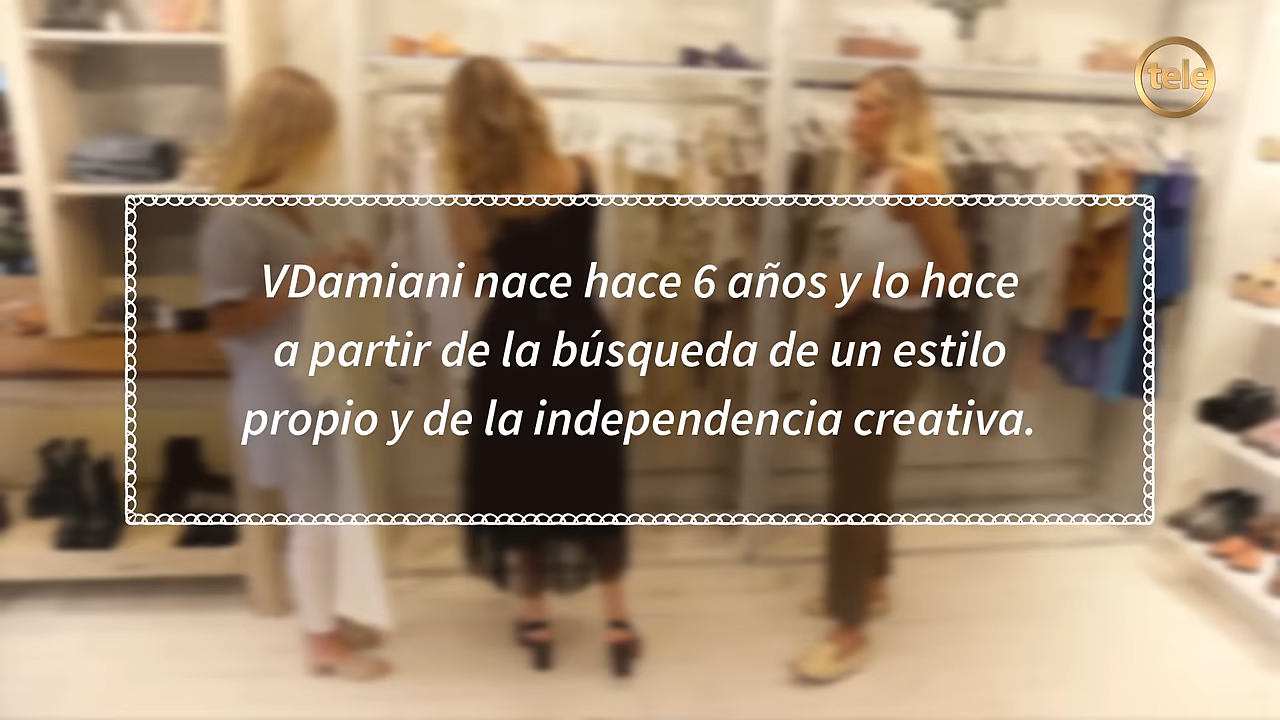 tele
VDamiani nace hace 6 años y lo hace
a partir de la búsqueda de un estilo
propio y de la independencia creativa.